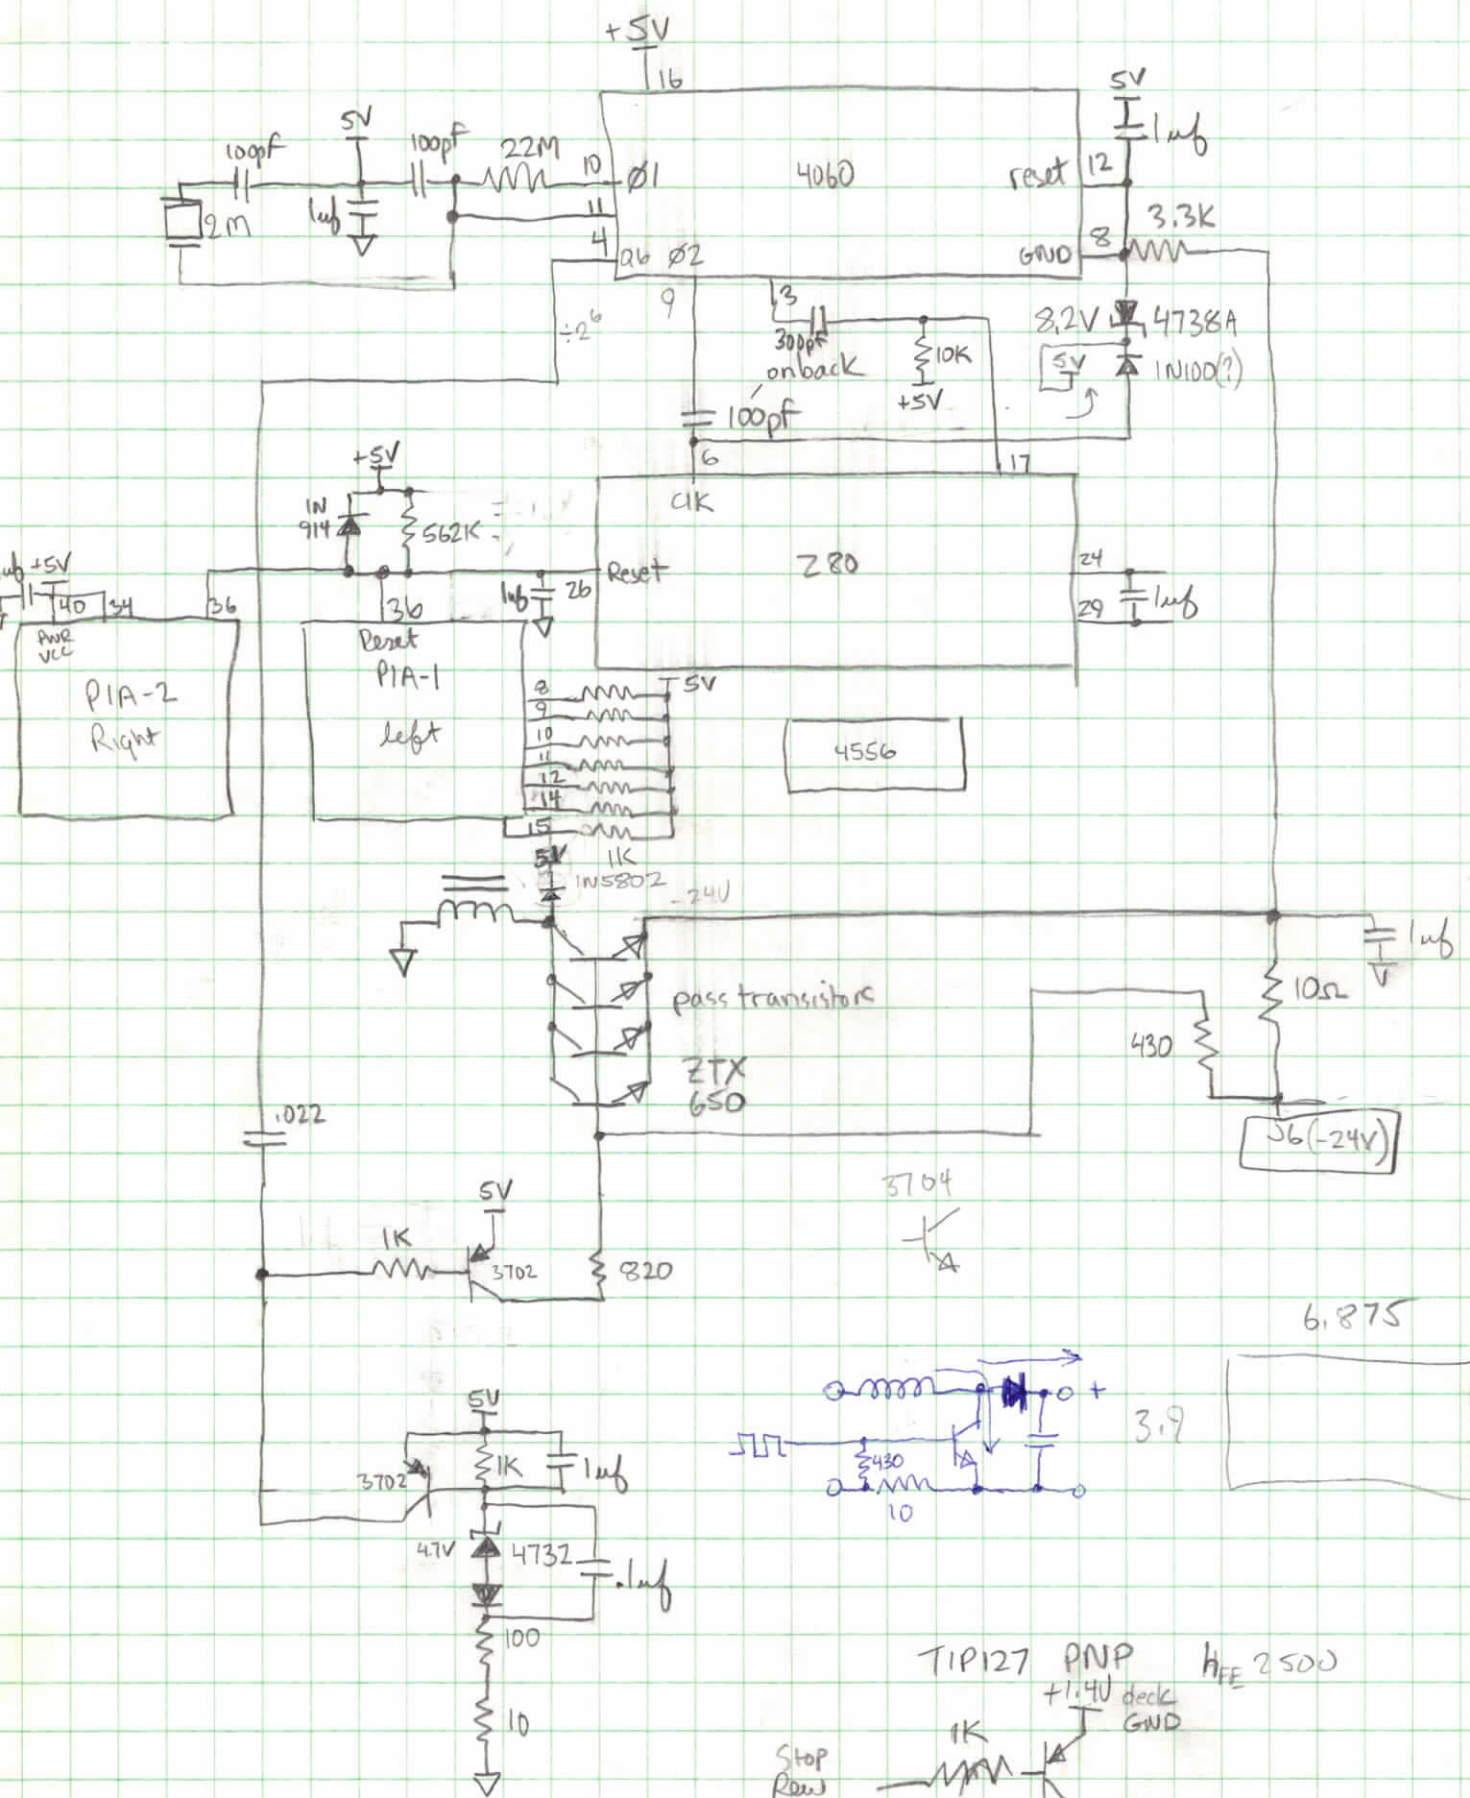 +5V
16
5V
1uf
5V
100pf
100pf
22M
10
Ø1
4060
reset
12
2M
1uf
11
4
Q6 Ø2
GND
8
3.3K
9
3
÷2⁶
300pf
on back
10K
+5V
8.2V
4738A
5V
1N100(?)
100pf
6
17
+5V
1N
914
562K
CLK
Z80
Reset
24
29
1uf
1uf
26
+5V
40
34
36
36
PWR
VCC
PIA-2
Right
Reset
PIA-1
left
8
9
10
11
12
14
15
5V
1K
4556
5V
1N5802
-24V
1uf
pass transistors
10Ω
430
ZTX
650
.022
J6(-24V)
3704
5V
1K
3702
820
6.875
5V
3702
1K
1uf
+
430
10
3.9
4.7V
4732
.1uf
100
10
TIP127 PNP hFE 2500
+1.4V deck
GND
1K
Stop
Rew